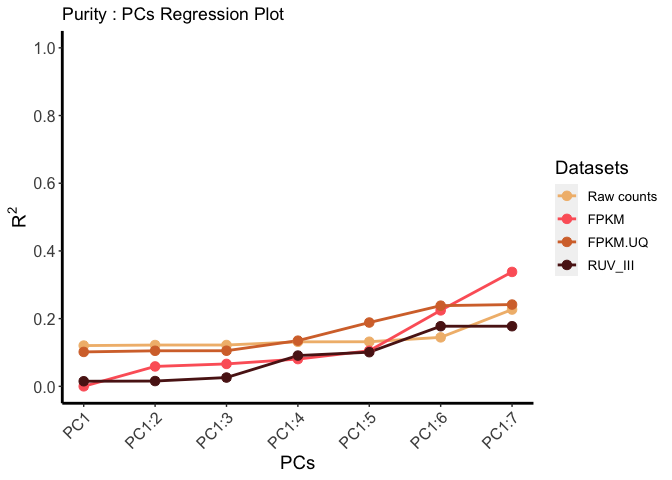 Purity : PCs Regression Plot
1.0
0.8
0.6
0.4
0.2
0.0
R²
PC1
PC1:2
PC1:3
PC1:4
PC1:5
PC1:6
PC1:7
PCs
Datasets
Raw counts
FPKM
FPKM.UQ
RUV_III